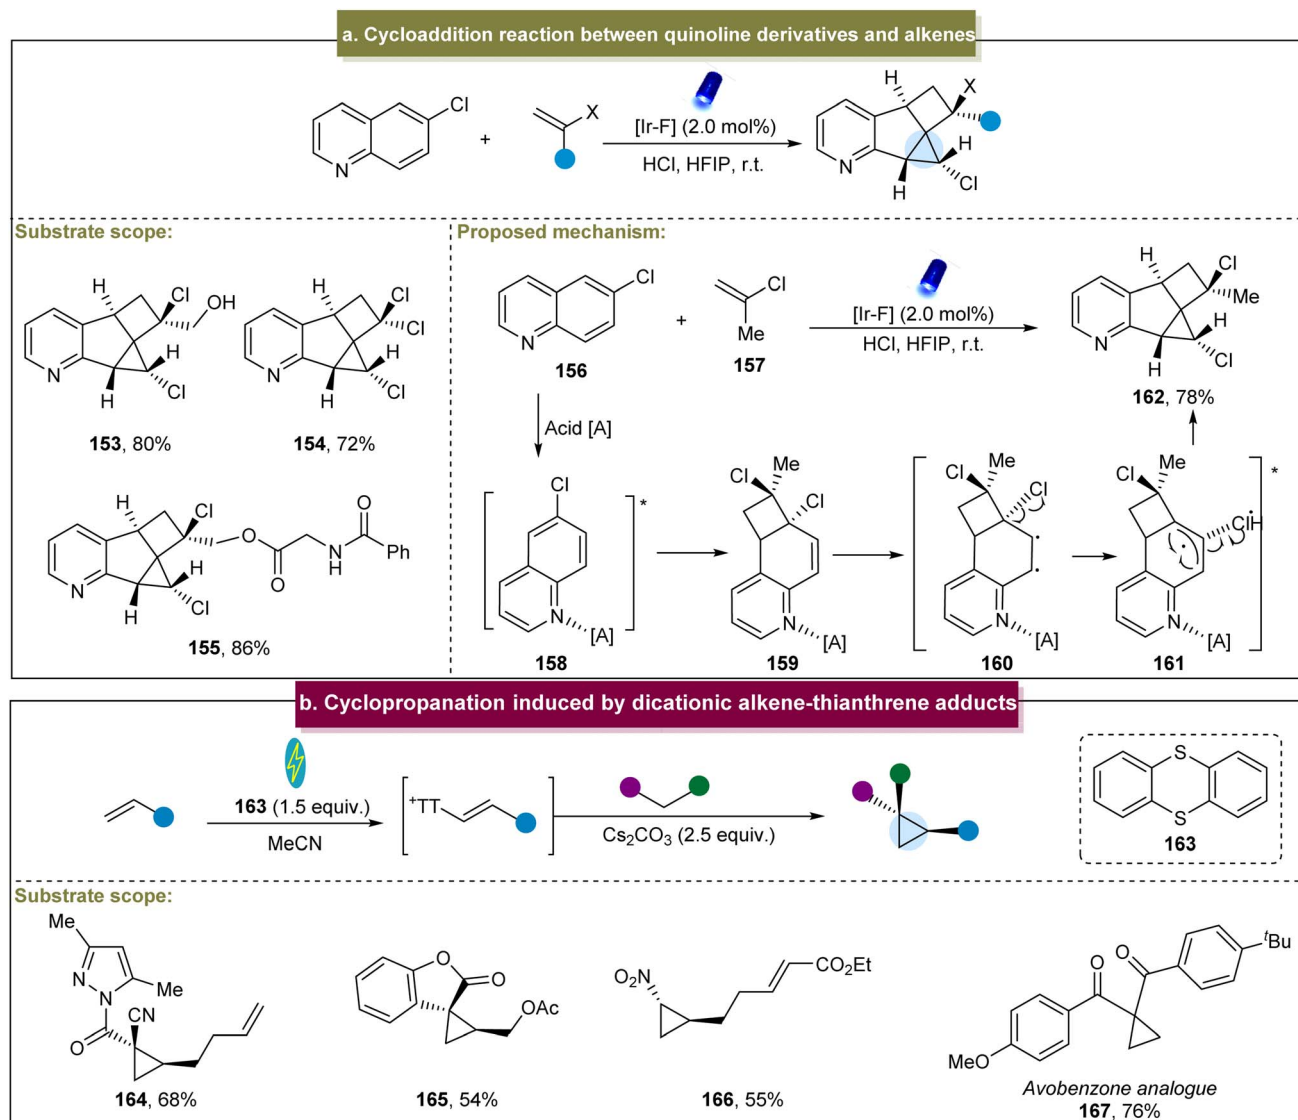 a. Cycloaddition reaction between quinoline derivatives and alkenes
Cl
N
+
X
[Ir-F] (2.0 mol%)
HCl, HFIP, r.t.
H
X
H
H
Cl
N
Substrate scope:
H
Cl
OH
H
H
Cl
N
153, 80%
H
Cl
Cl
H
H
Cl
N
154, 72%
H
Cl
O
O
N
H
O
Ph
H
H
Cl
N
155, 86%
Proposed mechanism:
Cl
N
156
+
Cl
Me
157
[Ir-F] (2.0 mol%)
HCl, HFIP, r.t.
H
Cl
Me
H
H
Cl
N
162, 78%
Acid [A]
Cl
N
[A]
*
158
Me
Cl
Cl
N
[A]
159
Me
Cl
Cl
N
[A]
160
Me
Cl
ClH
N
[A]
*
161
b. Cyclopropanation induced by dicationic alkene-thianthrene adducts
163 (1.5 equiv.)
MeCN
+TT
Cs2CO3 (2.5 equiv.)
S
S
163
Substrate scope:
Me
N
N
Me
O
CN
164, 68%
O
O
OAc
165, 54%
O2N
CO2Et
166, 55%
O
O
tBu
MeO
Avobenzone analogue
167, 76%